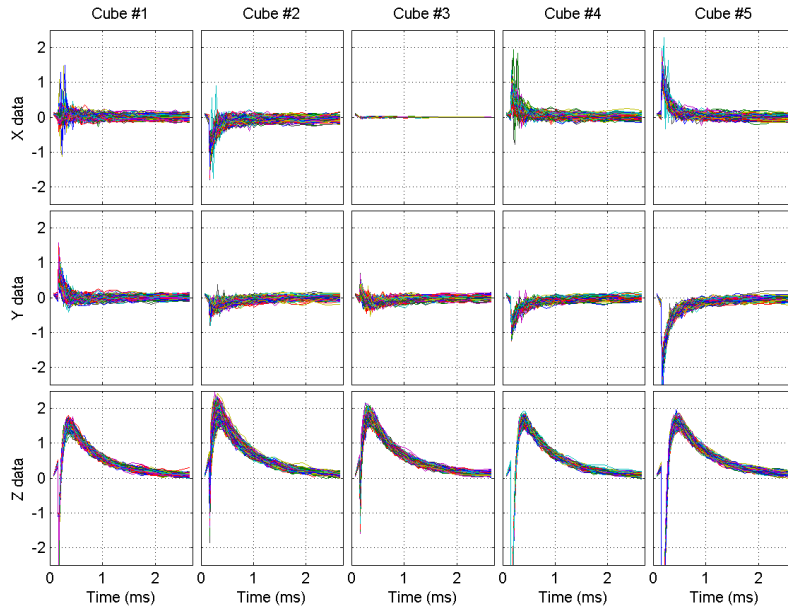 Cube #1 Cube #2 Cube #3 Cube #4 Cube #5
X data
2
1
0
-1
-2
Y data
2
1
0
-1
-2
Z data
2
1
0
-1
-2
0 1 2 0 1 2 0 1 2 0 1 2 0 1 2
Time (ms) Time (ms) Time (ms) Time (ms) Time (ms)